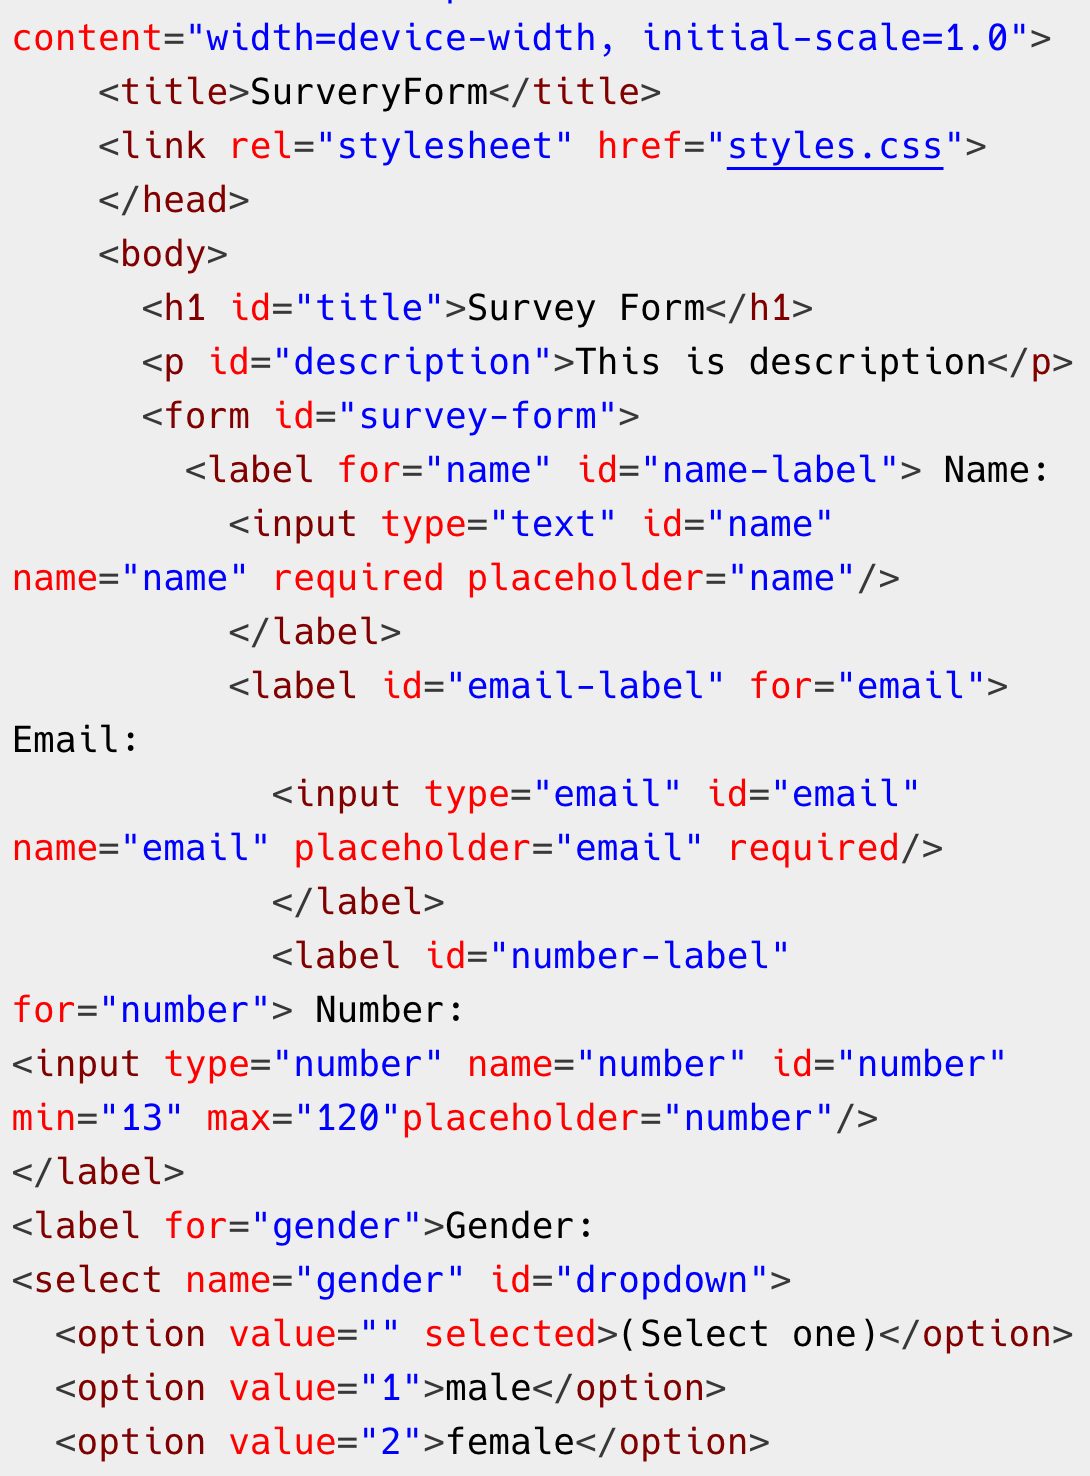 content="width=device-width, initial-scale=1.0">
    <title>SurveryForm</title>
    <link rel="stylesheet" href="styles.css">
    </head>
    <body>
      <h1 id="title">Survey Form</h1>
      <p id="description">This is description</p>
      <form id="survey-form">
        <label for="name" id="name-label"> Name:
          <input type="text" id="name"
name="name" required placeholder="name"/>
          </label>
          <label id="email-label" for="email">
Email:
            <input type="email" id="email"
name="email" placeholder="email" required/>
            </label>
            <label id="number-label"
for="number"> Number:
<input type="number" name="number" id="number"
min="13" max="120"placeholder="number"/>
</label>
<label for="gender">Gender:
<select name="gender" id="dropdown">
  <option value="" selected>(Select one)</option>
  <option value="1">male</option>
  <option value="2">female</option>